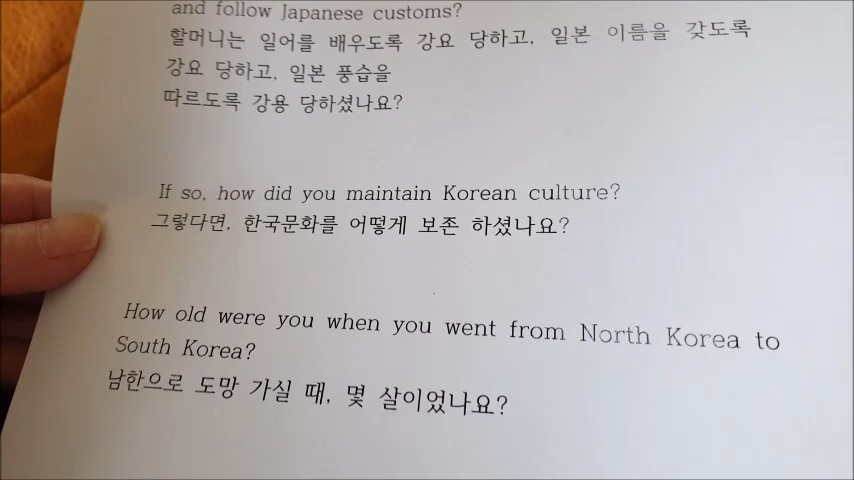 and follow Japanese customs?
할머니는 일어를 배우도록 강요 당하고, 일본 이름을 갖도록
강요 당하고, 일본 풍습을
따르도록 강용 당하셨나요?
If so, how did you maintain Korean culture?
그렇다면, 한국문화를 어떻게 보존 하셨나요?
How old were you when you went from North Korea to
South Korea?
남한으로 도망 가실 때, 몇 살이었나요?